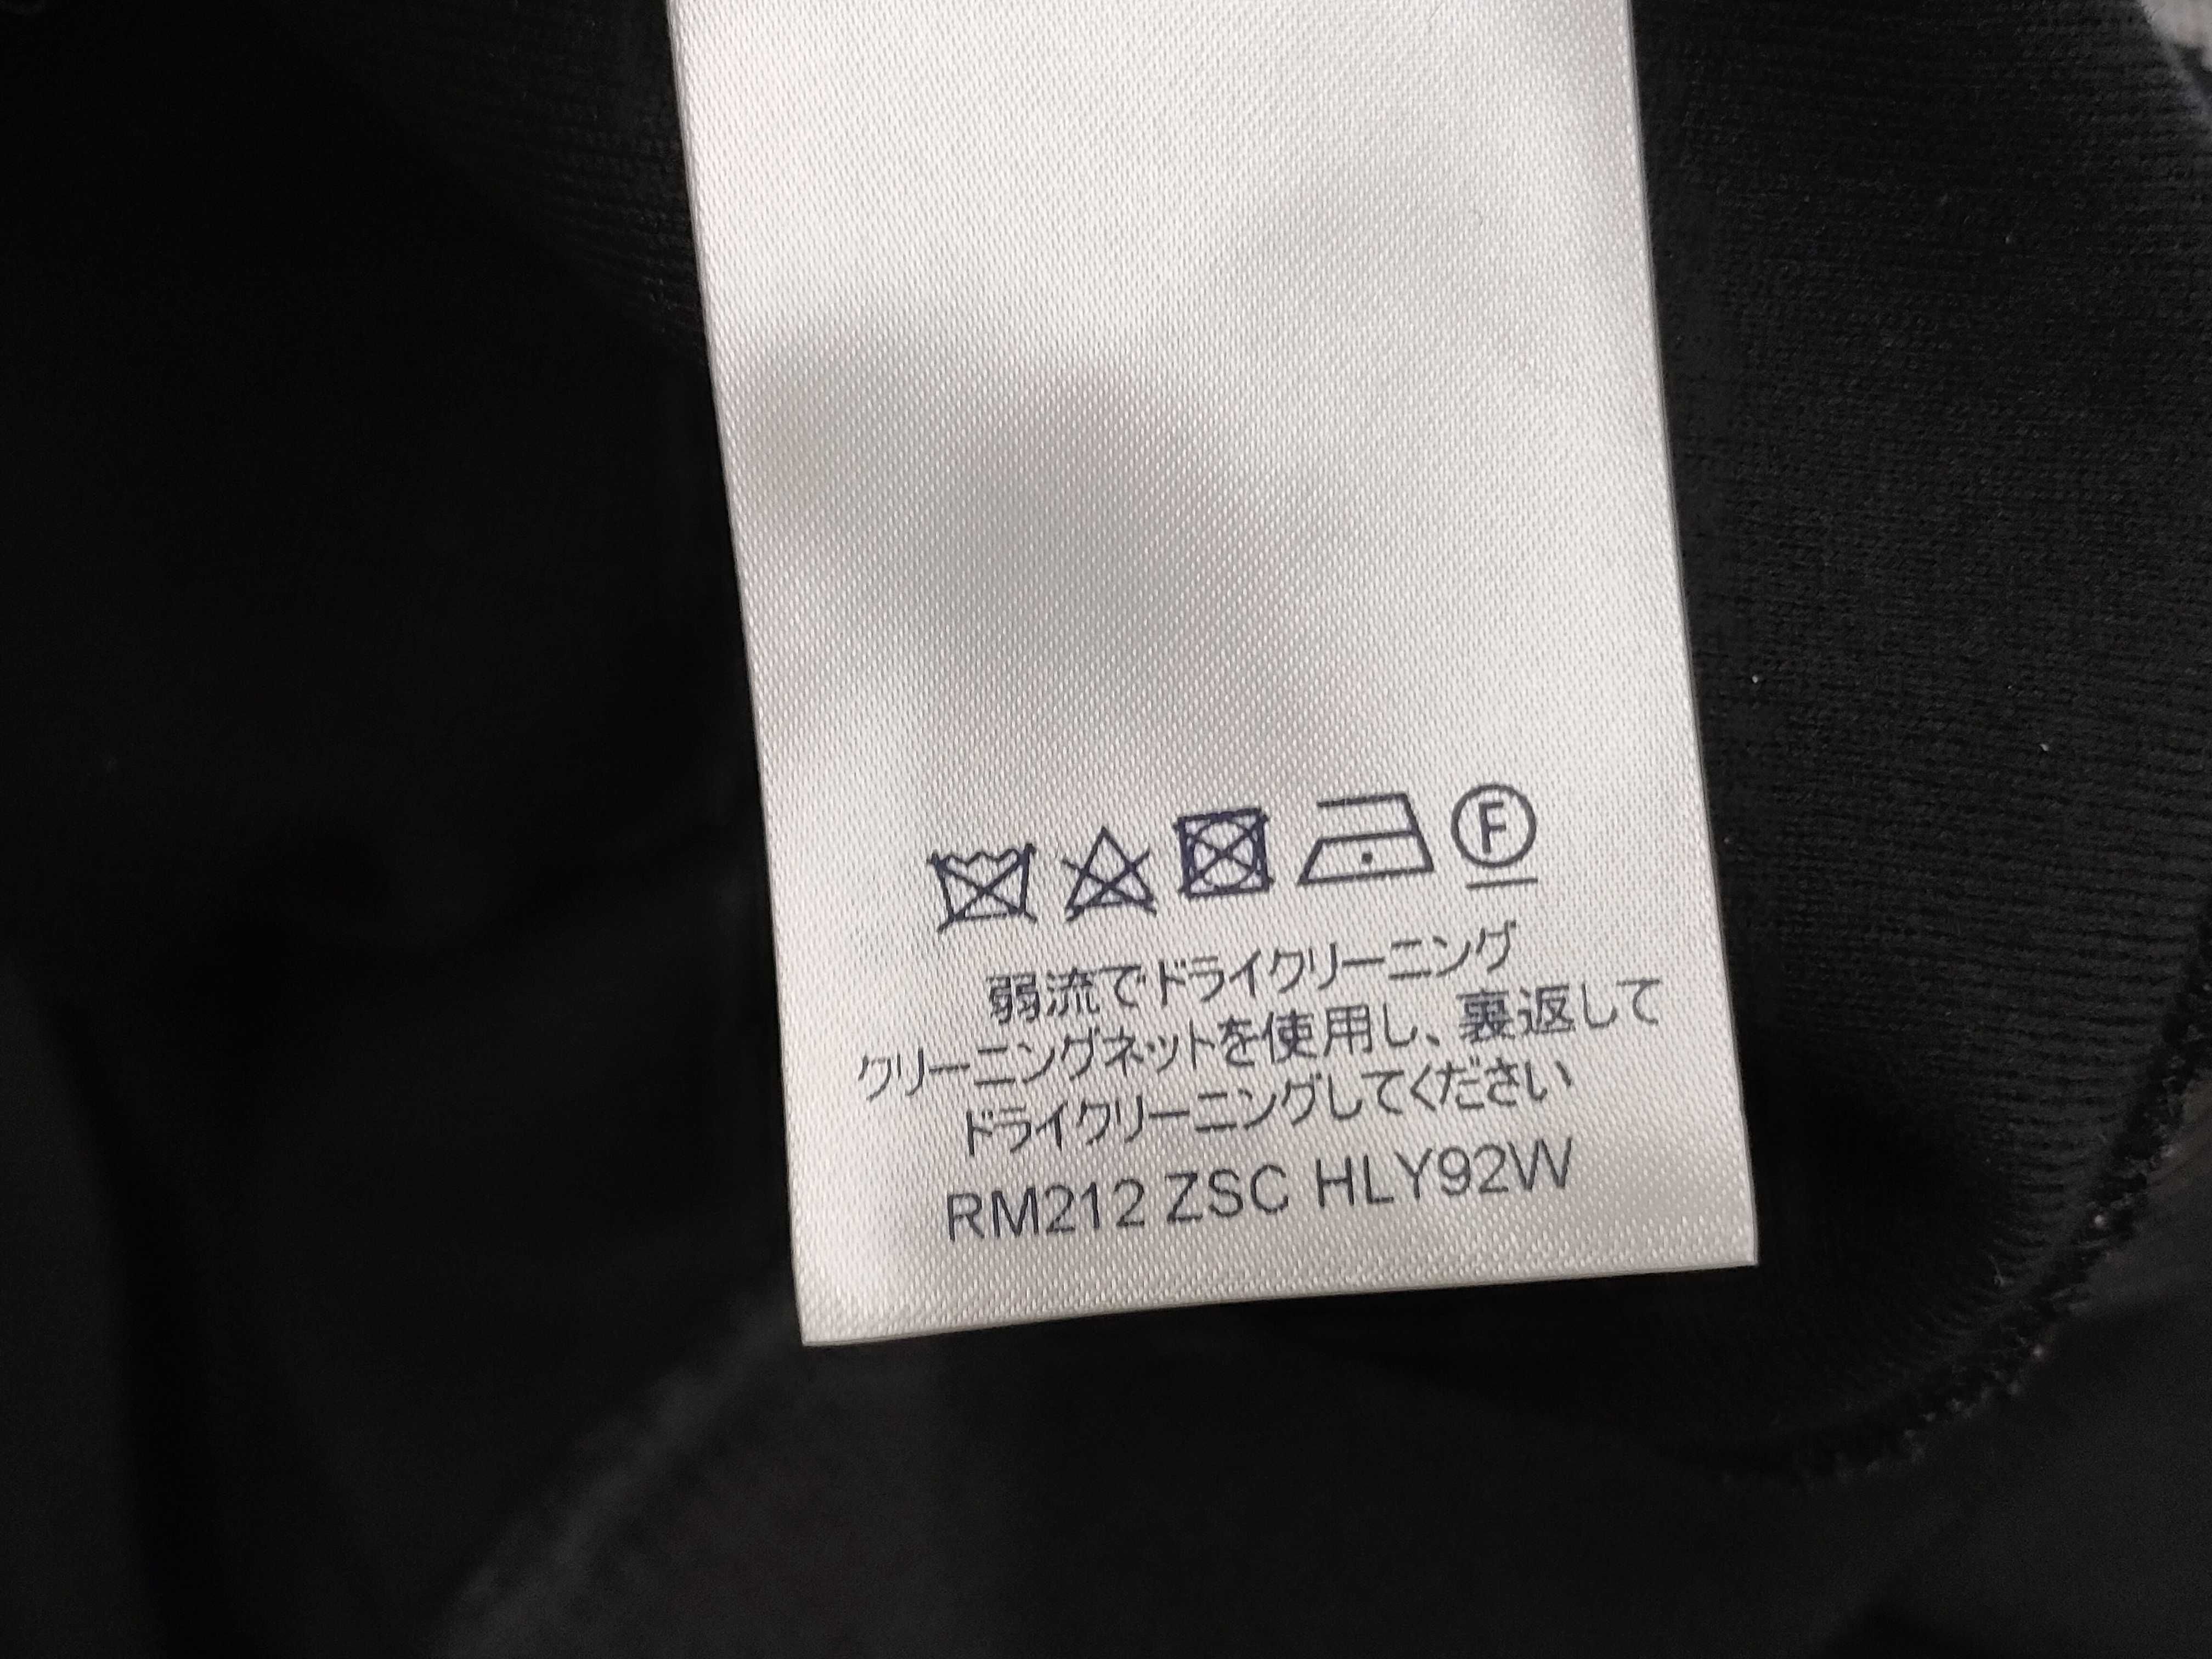 F
弱流でドライクリーニング
クリーニングネットを使用し、裏返して
ドライクリーニングしてください
RM212 ZSC HLY92W